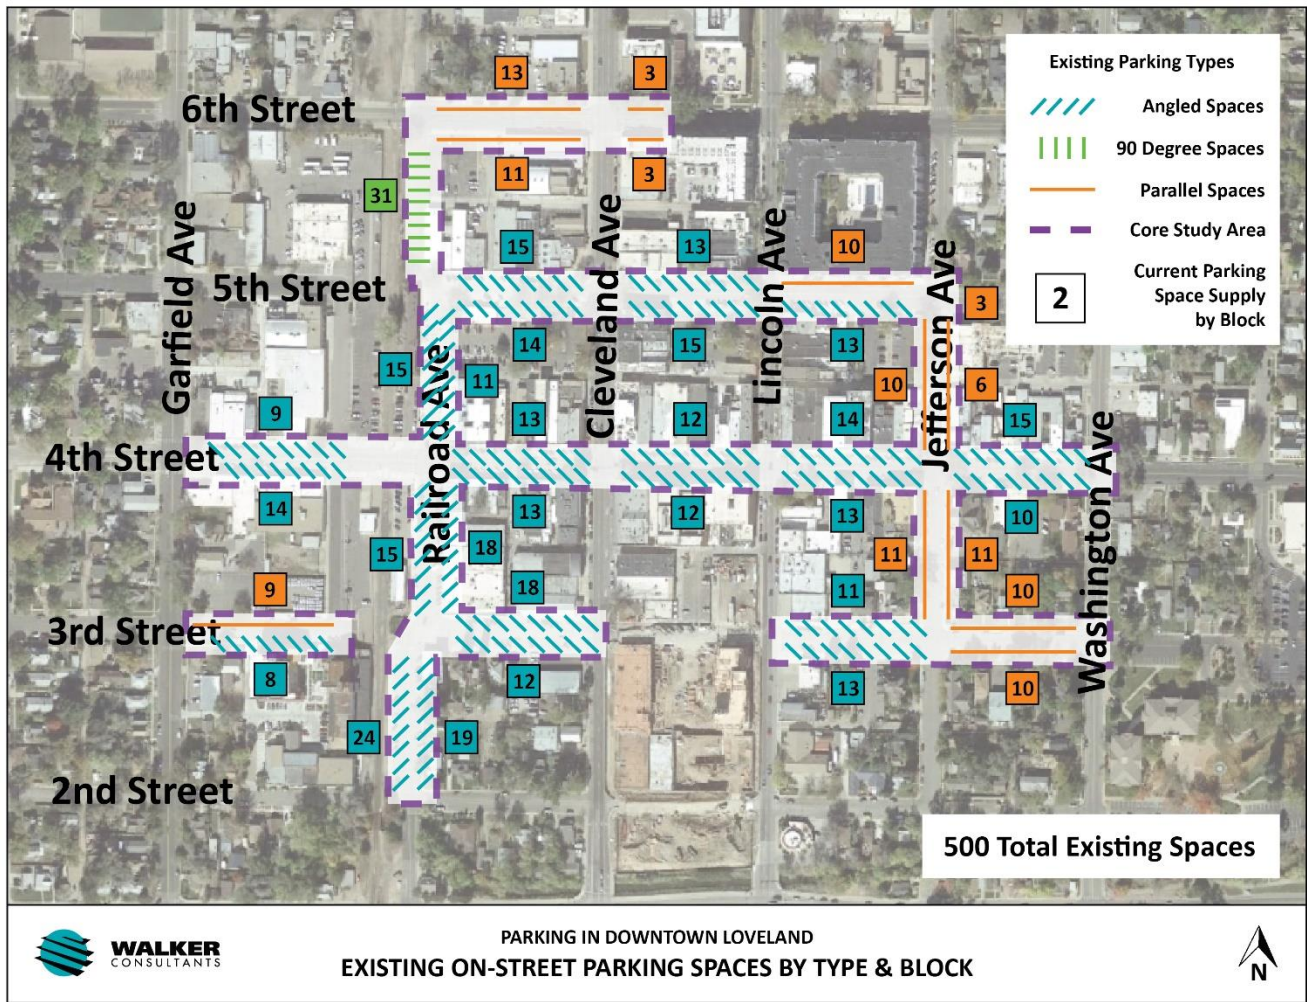 13
3
6th Street
11
3
31
Existing Parking Types
Angled Spaces
90 Degree Spaces
Parallel Spaces
Core Study Area
2
Current Parking
Space Supply
by Block
Garfield Ave
Railroad Ave
Cleveland Ave
Lincoln Ave
Jefferson Ave
Washington Ave
15
13
10
5th Street
3
14
15
13
15
11
10
6
9
13
12
14
15
4th Street
14
13
12
13
10
15
18
11
11
9
18
11
10
3rd Street
8
12
13
10
24
19
2nd Street
500 Total Existing Spaces
WALKER
CONSULTANTS
PARKING IN DOWNTOWN LOVELAND
EXISTING ON-STREET PARKING SPACES BY TYPE & BLOCK
N